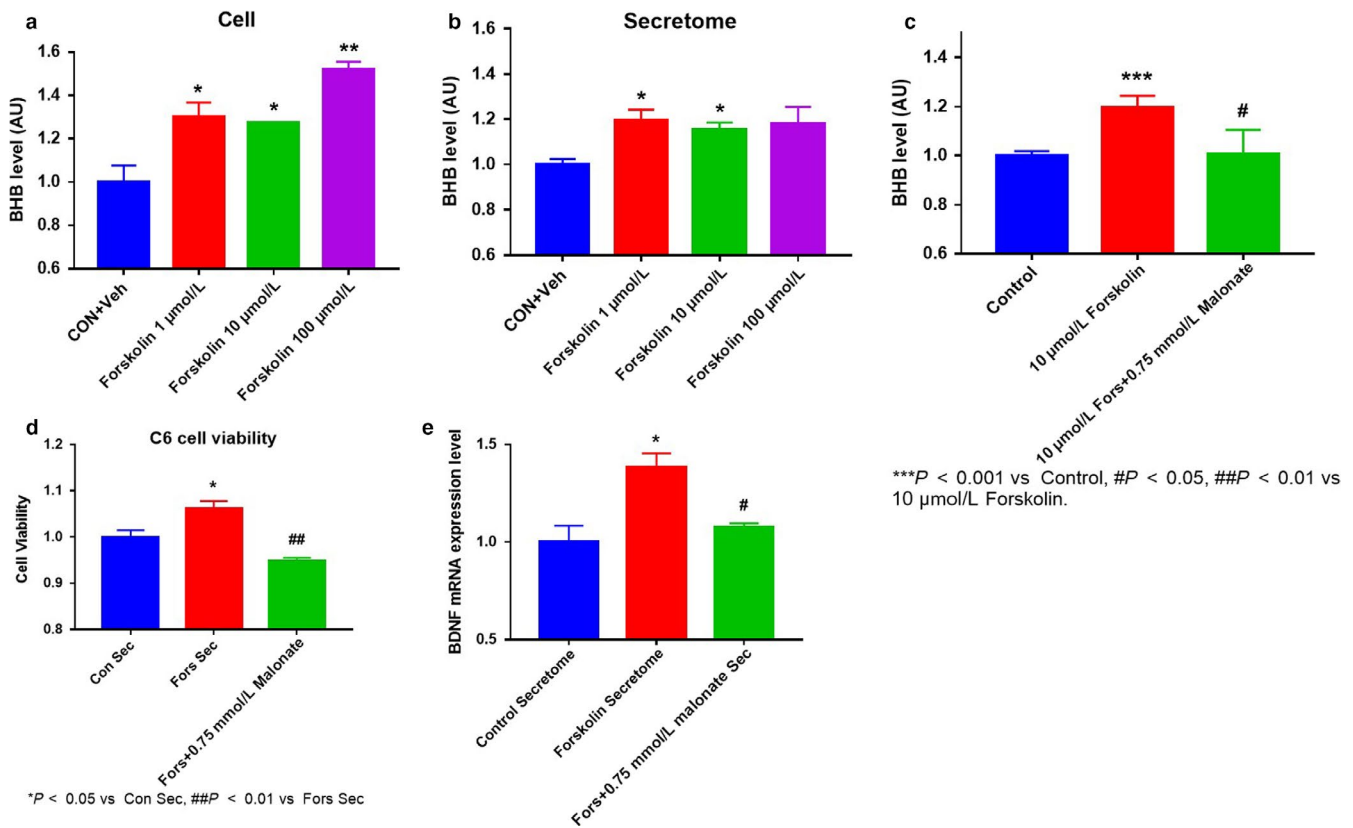 a
Cell
BHB level (AU)
1.6
1.4
1.2
1.0
0.8
0.6
*
*
**
CON+Veh
Forskolin 1 µmol/L
Forskolin 10 µmol/L
Forskolin 100 µmol/L
b
Secretome
BHB level (AU)
1.6
1.4
1.2
1.0
0.8
0.6
*
*
CON+Veh
Forskolin 1 µmol/L
Forskolin 10 µmol/L
Forskolin 100 µmol/L
c
BHB level (AU)
1.4
1.2
1.0
0.8
0.6
***
#
Control
10 µmol/L Forskolin
10 µmol/L Fors+0.75 mmol/L Malonate
***P < 0.001 vs Control, #P < 0.05, ##P < 0.01 vs
10 µmol/L Forskolin.
d
C6 cell viability
Cell Viability
1.2
1.1
1.0
0.9
0.8
*
##
Con Sec
Fors Sec
Fors+0.75 mmol/L Malonate
*P < 0.05 vs Con Sec, ##P < 0.01 vs Fors Sec
e
BDNF mRNA expression level
1.5
1.0
0.5
*
#
Control Secretome
Forskolin Secretome
Fors+0.75 mmol/L malonate Sec